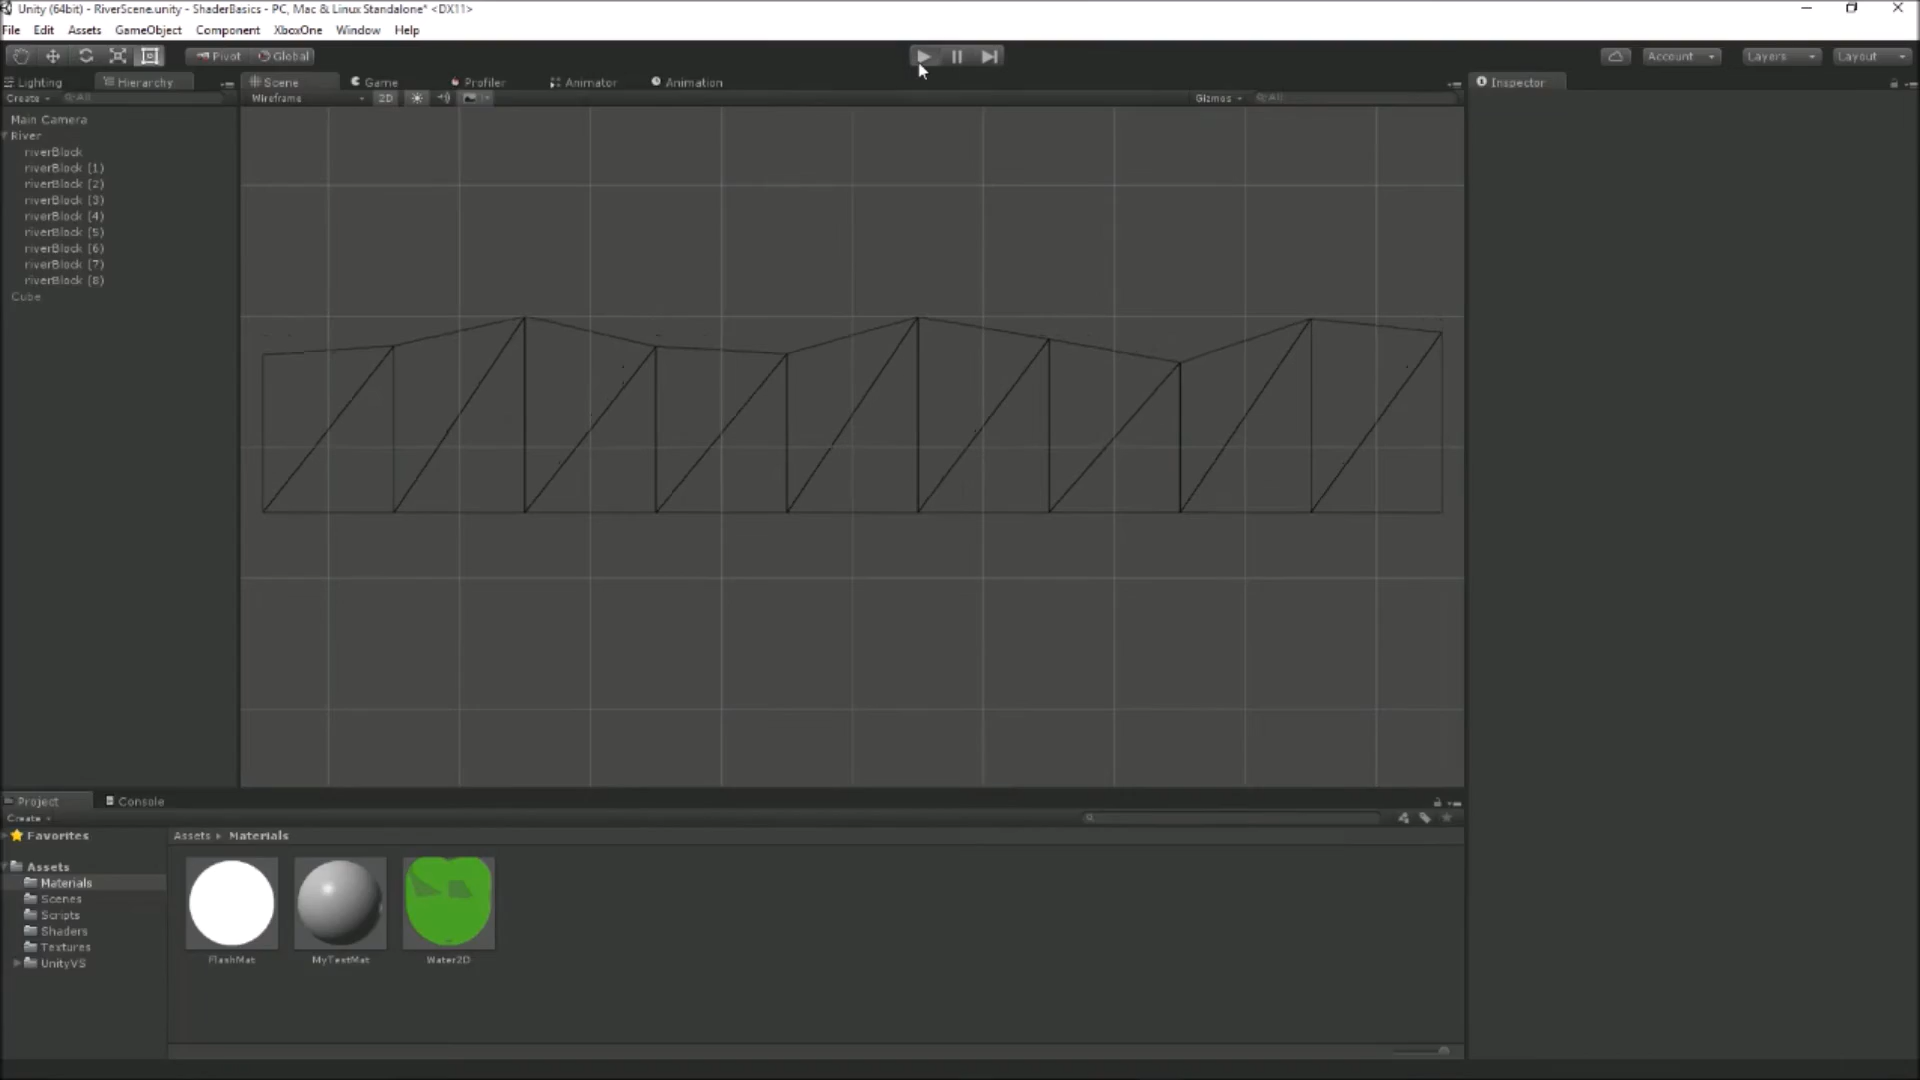 Unity (64bit) - RiverScene.unity - ShaderBasics - PC, Mac & Linux Standalone* <DX11>
File Edit Assets GameObject Component XboxOne Window Help
Pivot Global Account Layers Layout
Lighting Hierarchy Scene Game Profiler Animator Animation Inspector
Create All Wireframe 2D Gizmos All
Main Camera
River
riverBlock
riverBlock (1)
riverBlock (2)
riverBlock (3)
riverBlock (4)
riverBlock (5)
riverBlock (6)
riverBlock (7)
riverBlock (8)
Cube
Project Console
Create
Favorites Assets Materials
Assets
Materials
Scenes
Scripts
Shaders
Textures
UnityVS
FlashMat MyTestMat Water2D